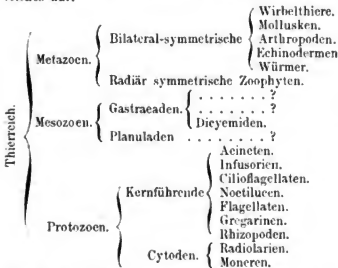 Wirbelthiere.
Mollusken.
Bilateral-symmetrische Arthropoden.
Echinodermen
Metazoen. Würmer.
Radiär symmetrische Zoophyten.
Gastraeaden. . . . . . . . ?
. . . . . . . ?
Mesozoen. Dicyemiden.
Planuladen . . . . . . . . ?
Thierreich.
Acineten.
Infusorien.
Cilioflagellaten.
Kernführende Noctilucen.
Flagellaten.
Gregarinen.
Protozoen. Rhizopoden.
Radiolarien.
Cytoden. Moneren.